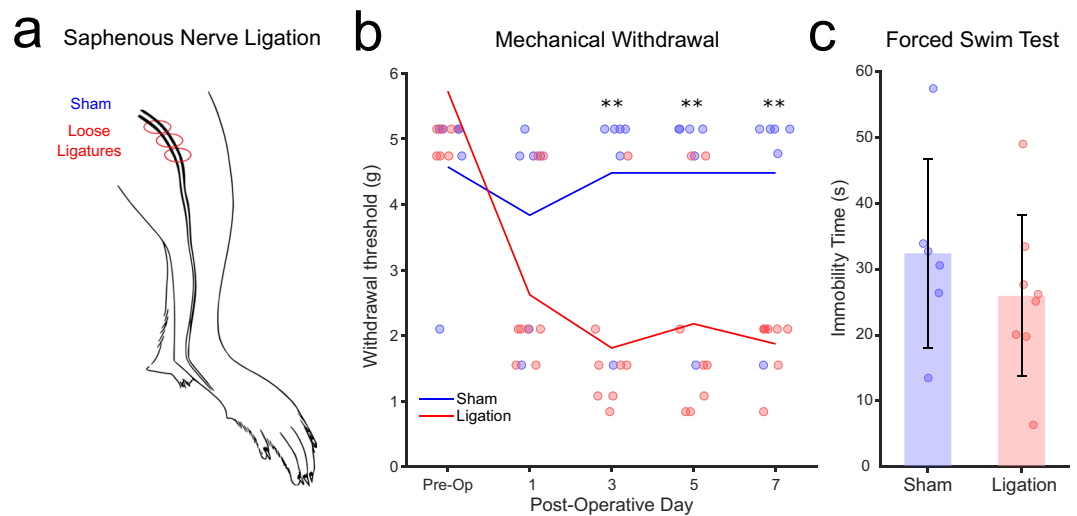 a
Saphenous Nerve Ligation
Sham
Loose
Ligatures
b
Mechanical Withdrawal
Withdrawal threshold (g)
6
5
4
3
2
1
0
** ** **
Sham
Ligation
Pre-Op 1 3 5 7
Post-Operative Day
c
Forced Swim Test
Immobility Time (s)
60
50
40
30
20
10
0
Sham Ligation